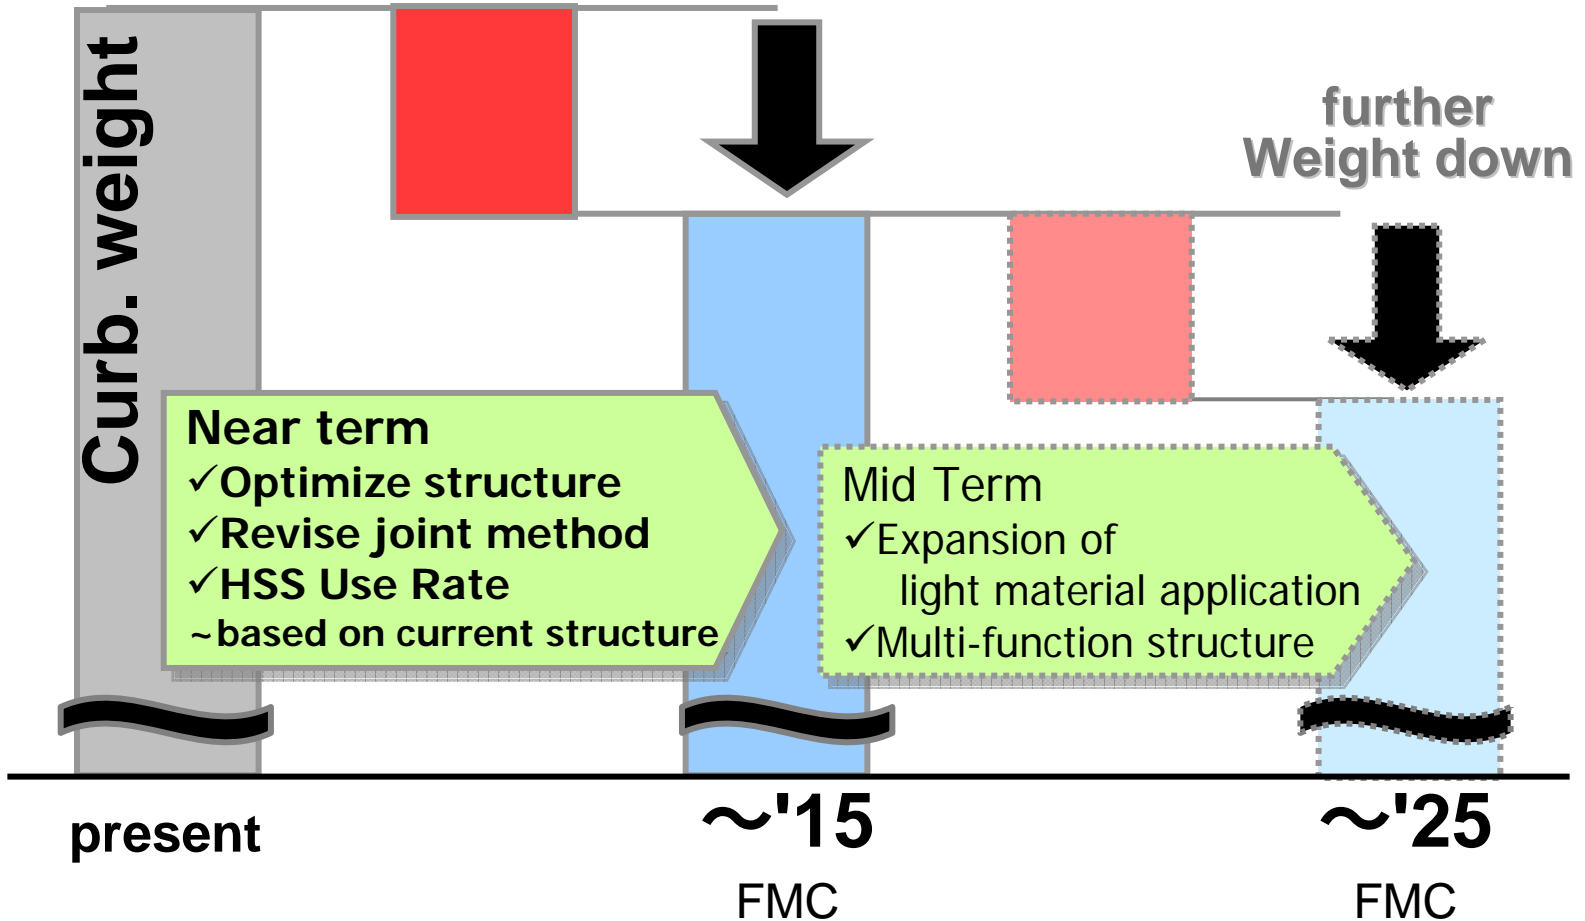 Curb. weight
further
Weight down
Near term
✓Optimize structure
✓Revise joint method
✓HSS Use Rate
~based on current structure
Mid Term
✓Expansion of
light material application
✓Multi-function structure
present
～'15
FMC
～'25
FMC